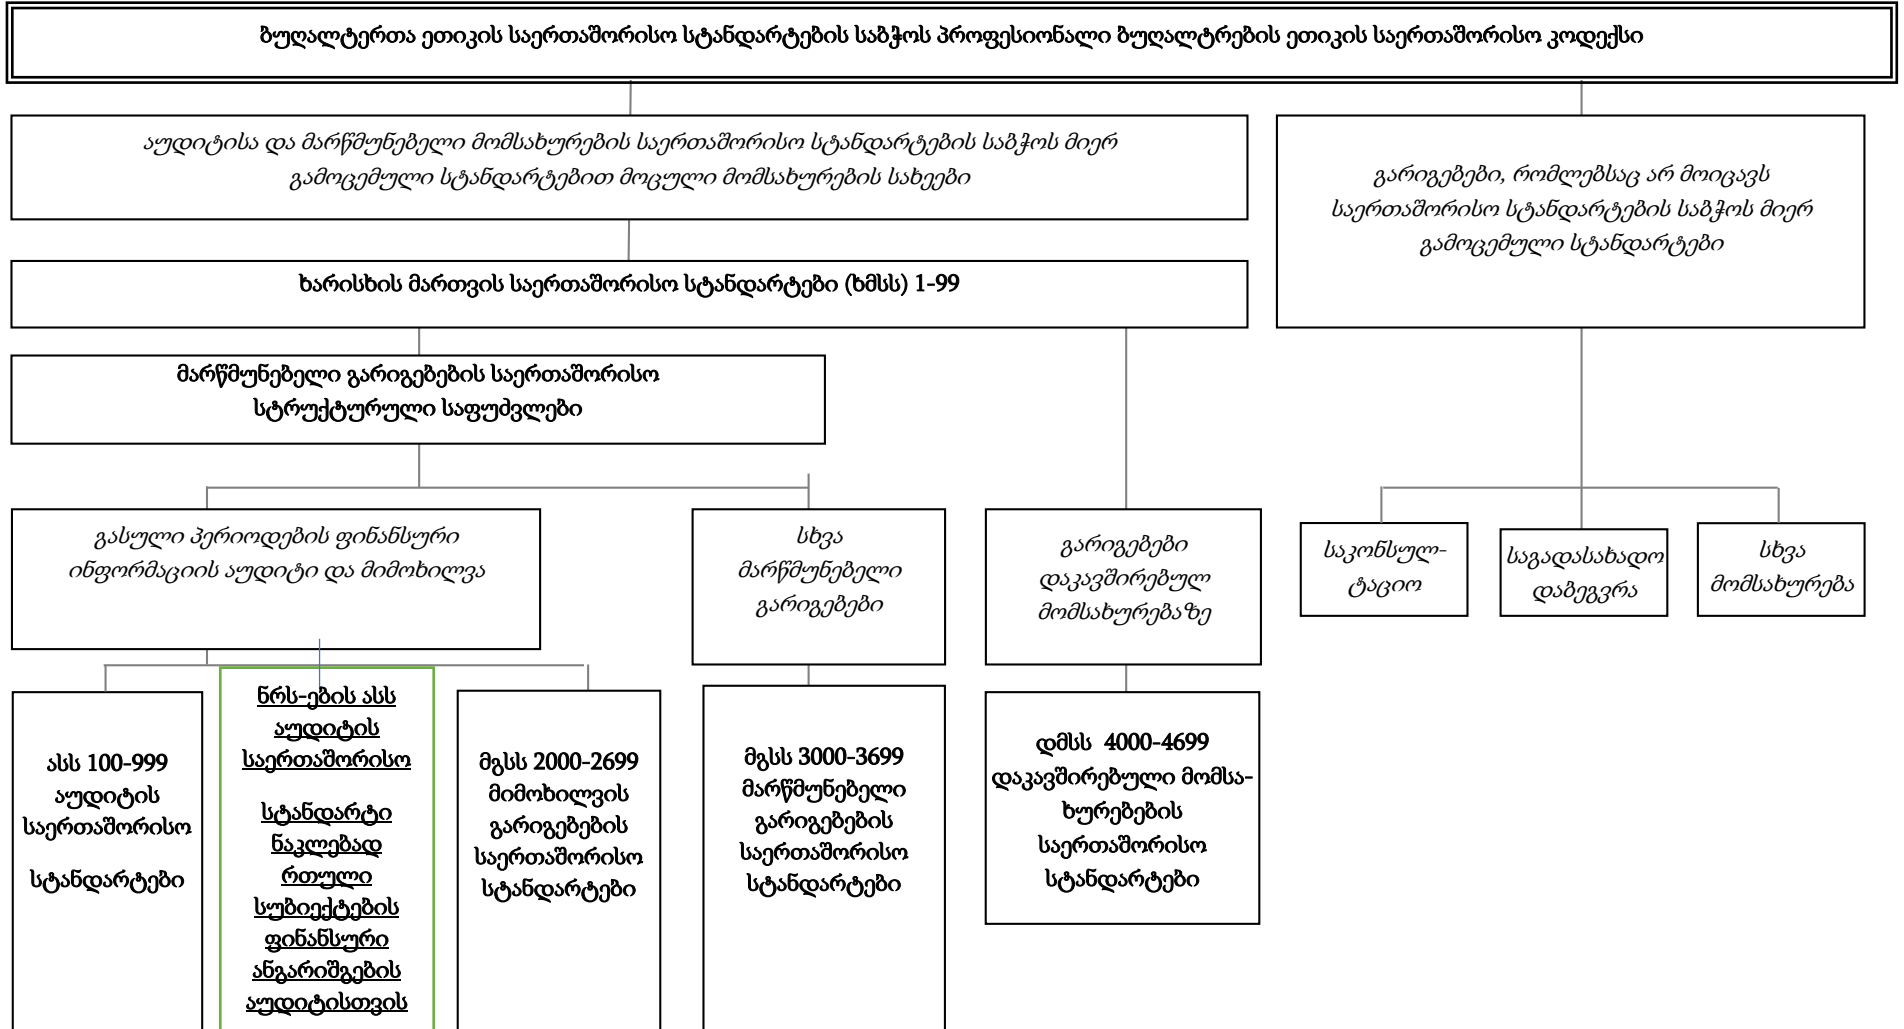 ბუღალტერთა ეთიკის საერთაშორისო სტანდარტების საბჭოს პროფესიონალი ბუღალტრების ეთიკის საერთაშორისო კოდექსი
აუდიტისა და მარწმუნებელი მომსახურების საერთაშორისო სტანდარტების საბჭოს მიერ
გამოცემული სტანდარტებით მოცული მომსახურების სახეები
გარიგებები, რომლებსაც არ მოიცავს
საერთაშორისო სტანდარტების საბჭოს მიერ
გამოცემული სტანდარტები
ხარისხის მართვის საერთაშორისო სტანდარტები (ხმსს) 1-99
მარწმუნებელი გარიგებების საერთაშორისო
სტრუქტურული საფუძვლები
გასული პერიოდების ფინანსური
ინფორმაციის აუდიტი და მიმოხილვა
სხვა
მარწმუნებელი
გარიგებები
გარიგებები
დაკავშირებულ
მომსახურებაზე
საკონსულ-
ტაციო
საგადასახადო
დაბეგვრა
სხვა
მომსახურება
ასს 100-999
აუდიტის
საერთაშორისო
სტანდარტები
ნრს-ების ასს
აუდიტის
საერთაშორისო
სტანდარტი
ნაკლებად
რთული
სუბიექტების
ფინანსური
ანგარიშგების
აუდიტისთვის
მგსს 2000-2699
მიმოხილვის
გარიგებების
საერთაშორისო
სტანდარტები
მგსს 3000-3699
მარწმუნებელი
გარიგებების
საერთაშორისო
სტანდარტები
დმსს 4000-4699
დაკავშირებული მომსა-
ხურებების
საერთაშორისო
სტანდარტები